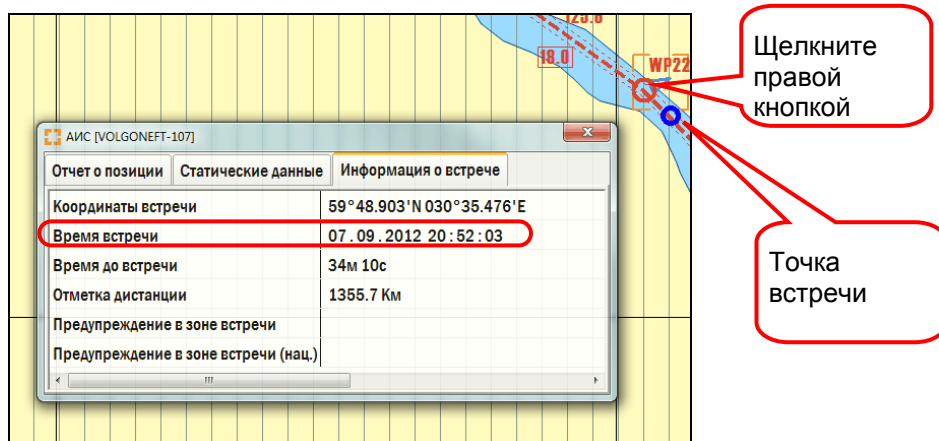 125.6
18.0
WP22
Щелкните
правой
кнопкой
АИС [VOLGONEFT-107]
x
Отчет о позиции
Статические данные
Информация о встрече
Координаты встречи
59°48.903'N 030°35.476'E
Время встречи
07.09.2012 20:52:03
Время до встречи
34м 10с
Отметка дистанции
1355.7 Км
Предупреждение в зоне встречи
Предупреждение в зоне встречи (нац.)
Точка
встречи